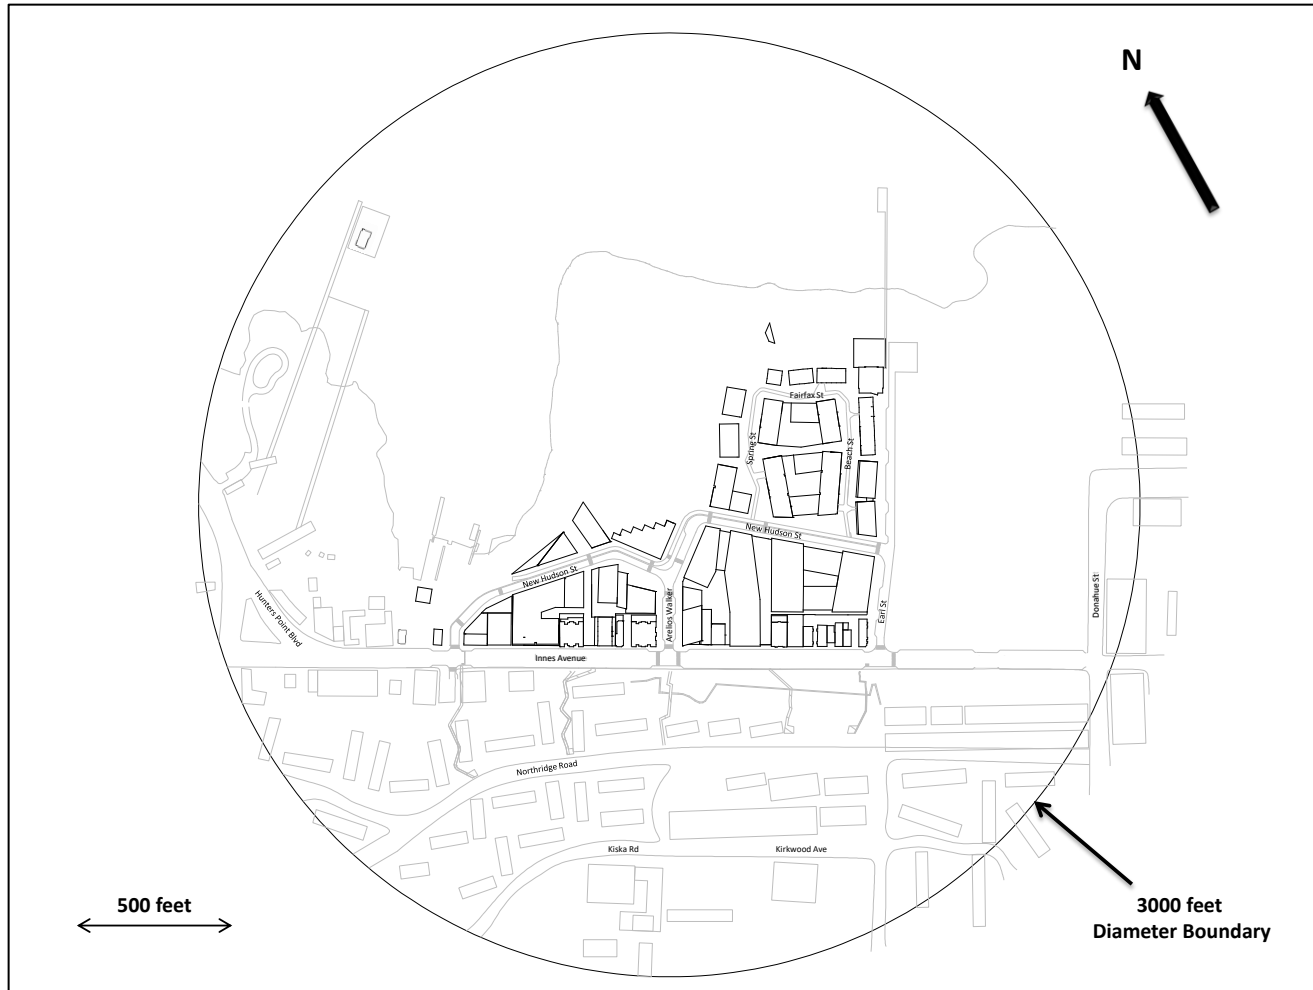 N
Fairfax St
Spring St
Beach St
New Hudson St
New Hudson St
Hunters Point Blvd
Arelios Walker
Earl St
Donahue St
Innes Avenue
Northridge Road
Kiska Rd
Kirkwood Ave
500 feet
3000 feet
Diameter Boundary